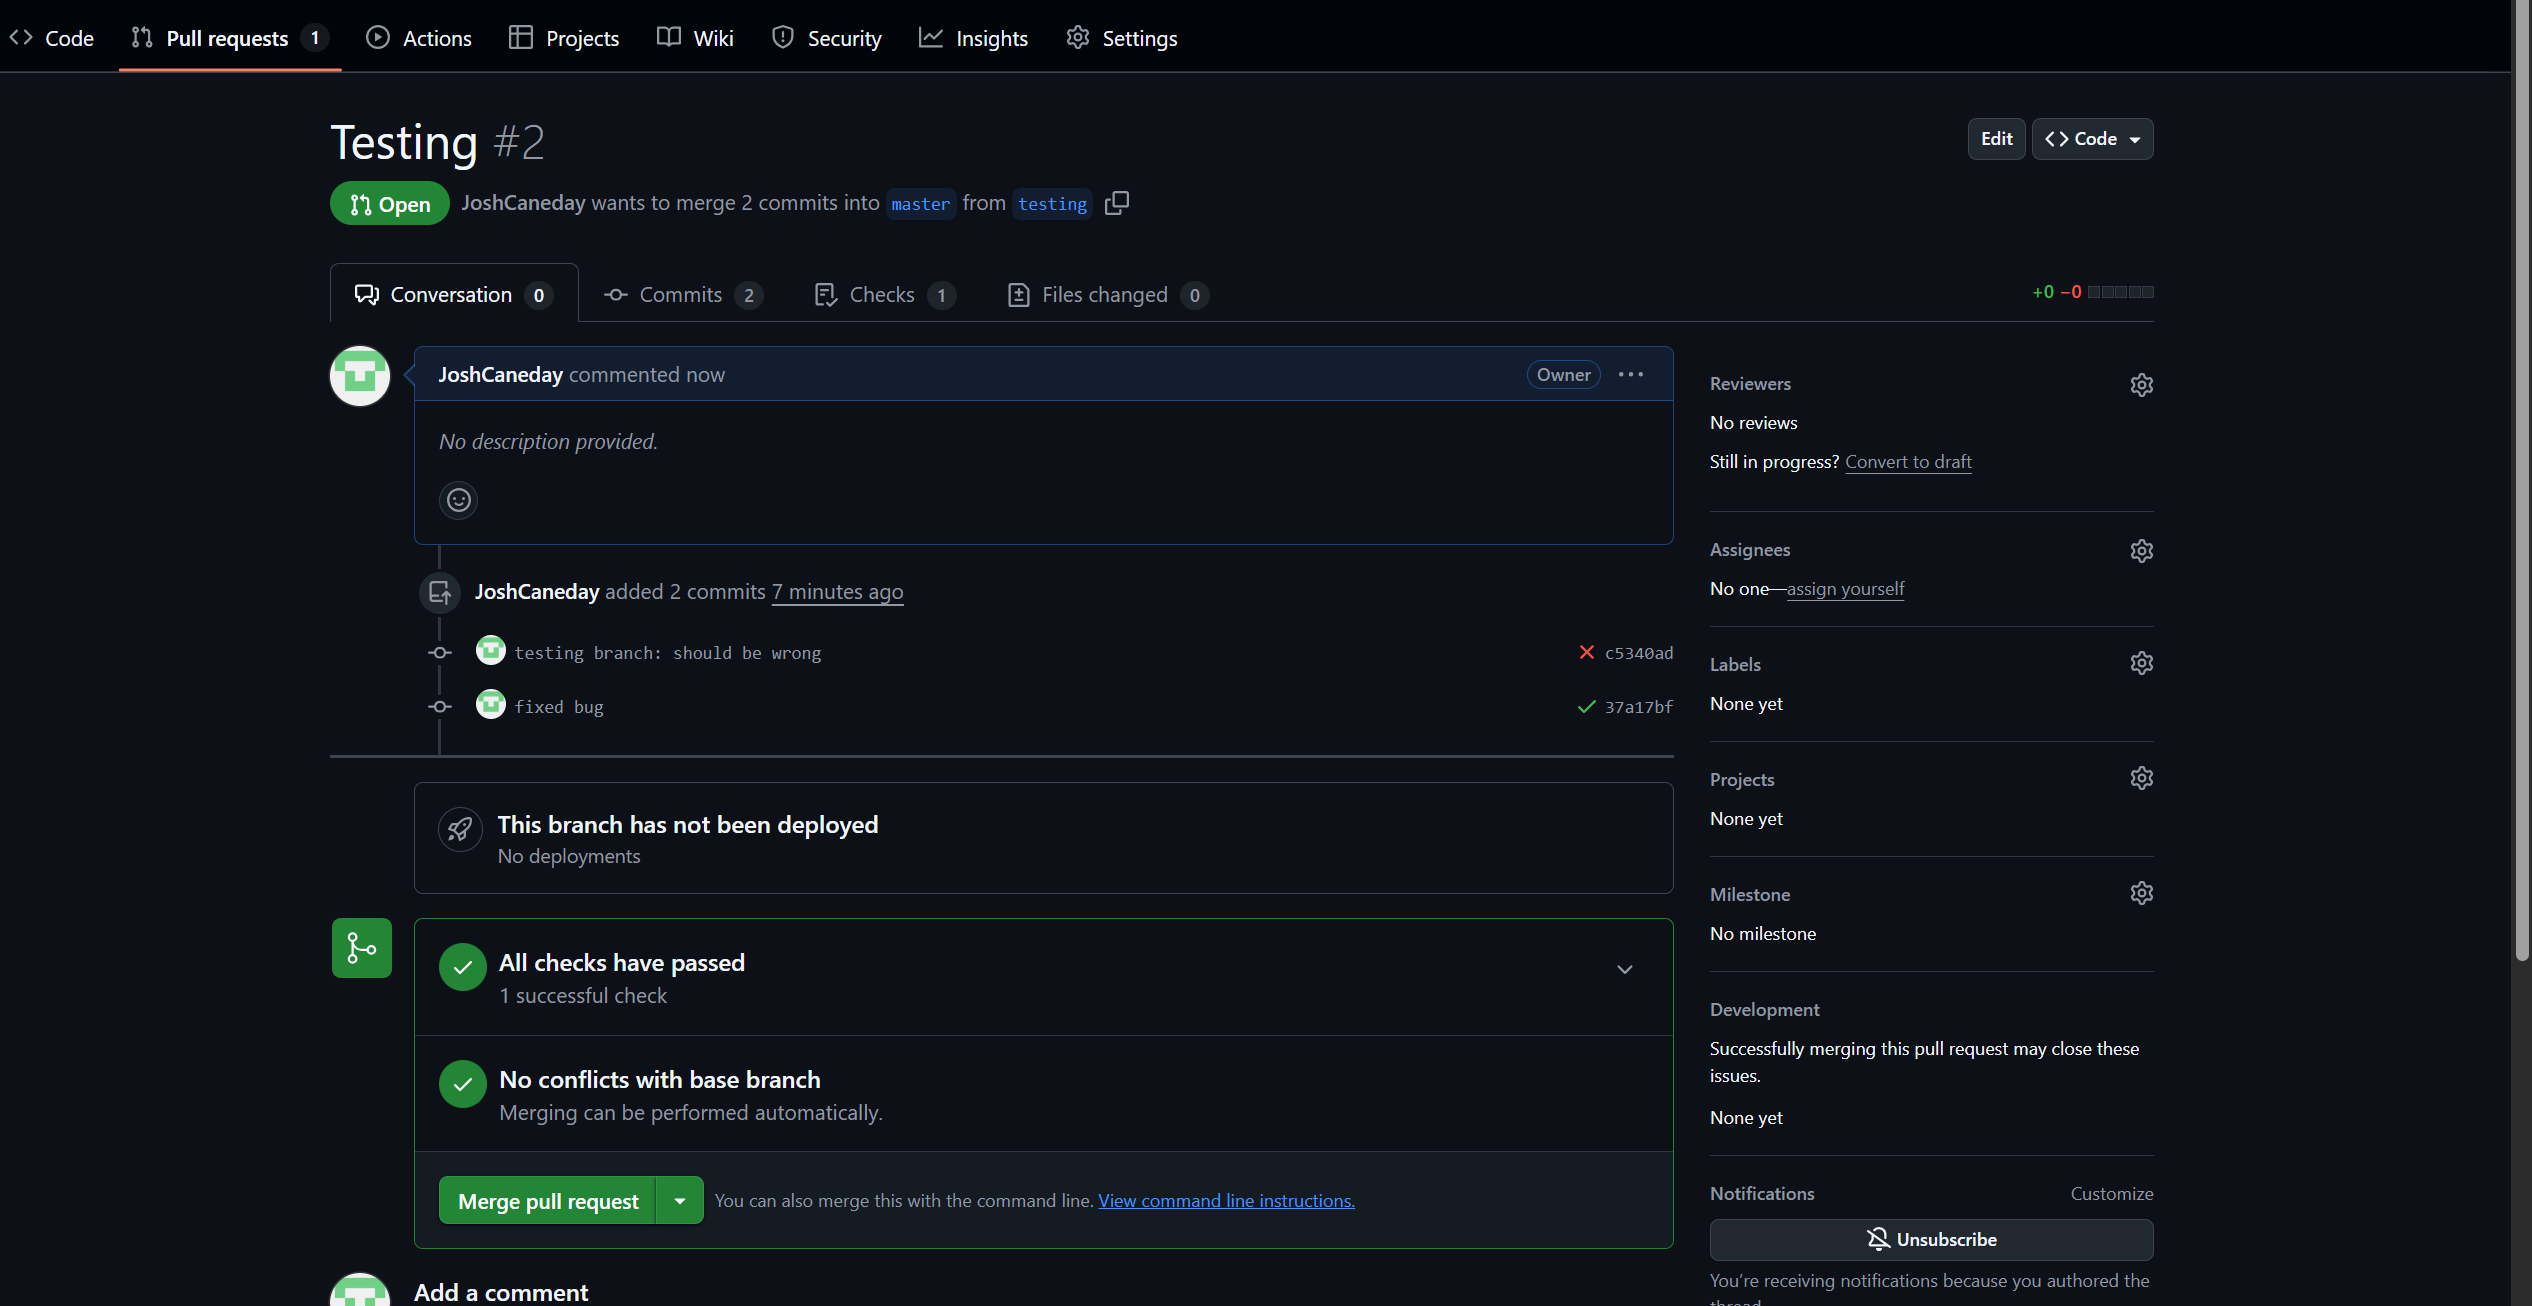 Code Pull requests 1 Actions Projects Wiki Security Insights Settings
Testing #2
Edit Code
Open JoshCaneday wants to merge 2 commits into master from testing
Conversation 0 Commits 2 Checks 1 Files changed 0
+0 −0
JoshCaneday commented now
Owner
No description provided.
JoshCaneday added 2 commits 7 minutes ago
testing branch: should be wrong c5340ad
fixed bug 37a17bf
This branch has not been deployed
No deployments
All checks have passed
1 successful check
No conflicts with base branch
Merging can be performed automatically.
Merge pull request You can also merge this with the command line. View command line instructions.
Add a comment
Reviewers
No reviews
Still in progress? Convert to draft
Assignees
No one—assign yourself
Labels
None yet
Projects
None yet
Milestone
No milestone
Development
Successfully merging this pull request may close these
issues.
None yet
Notifications Customize
Unsubscribe
You're receiving notifications because you authored the